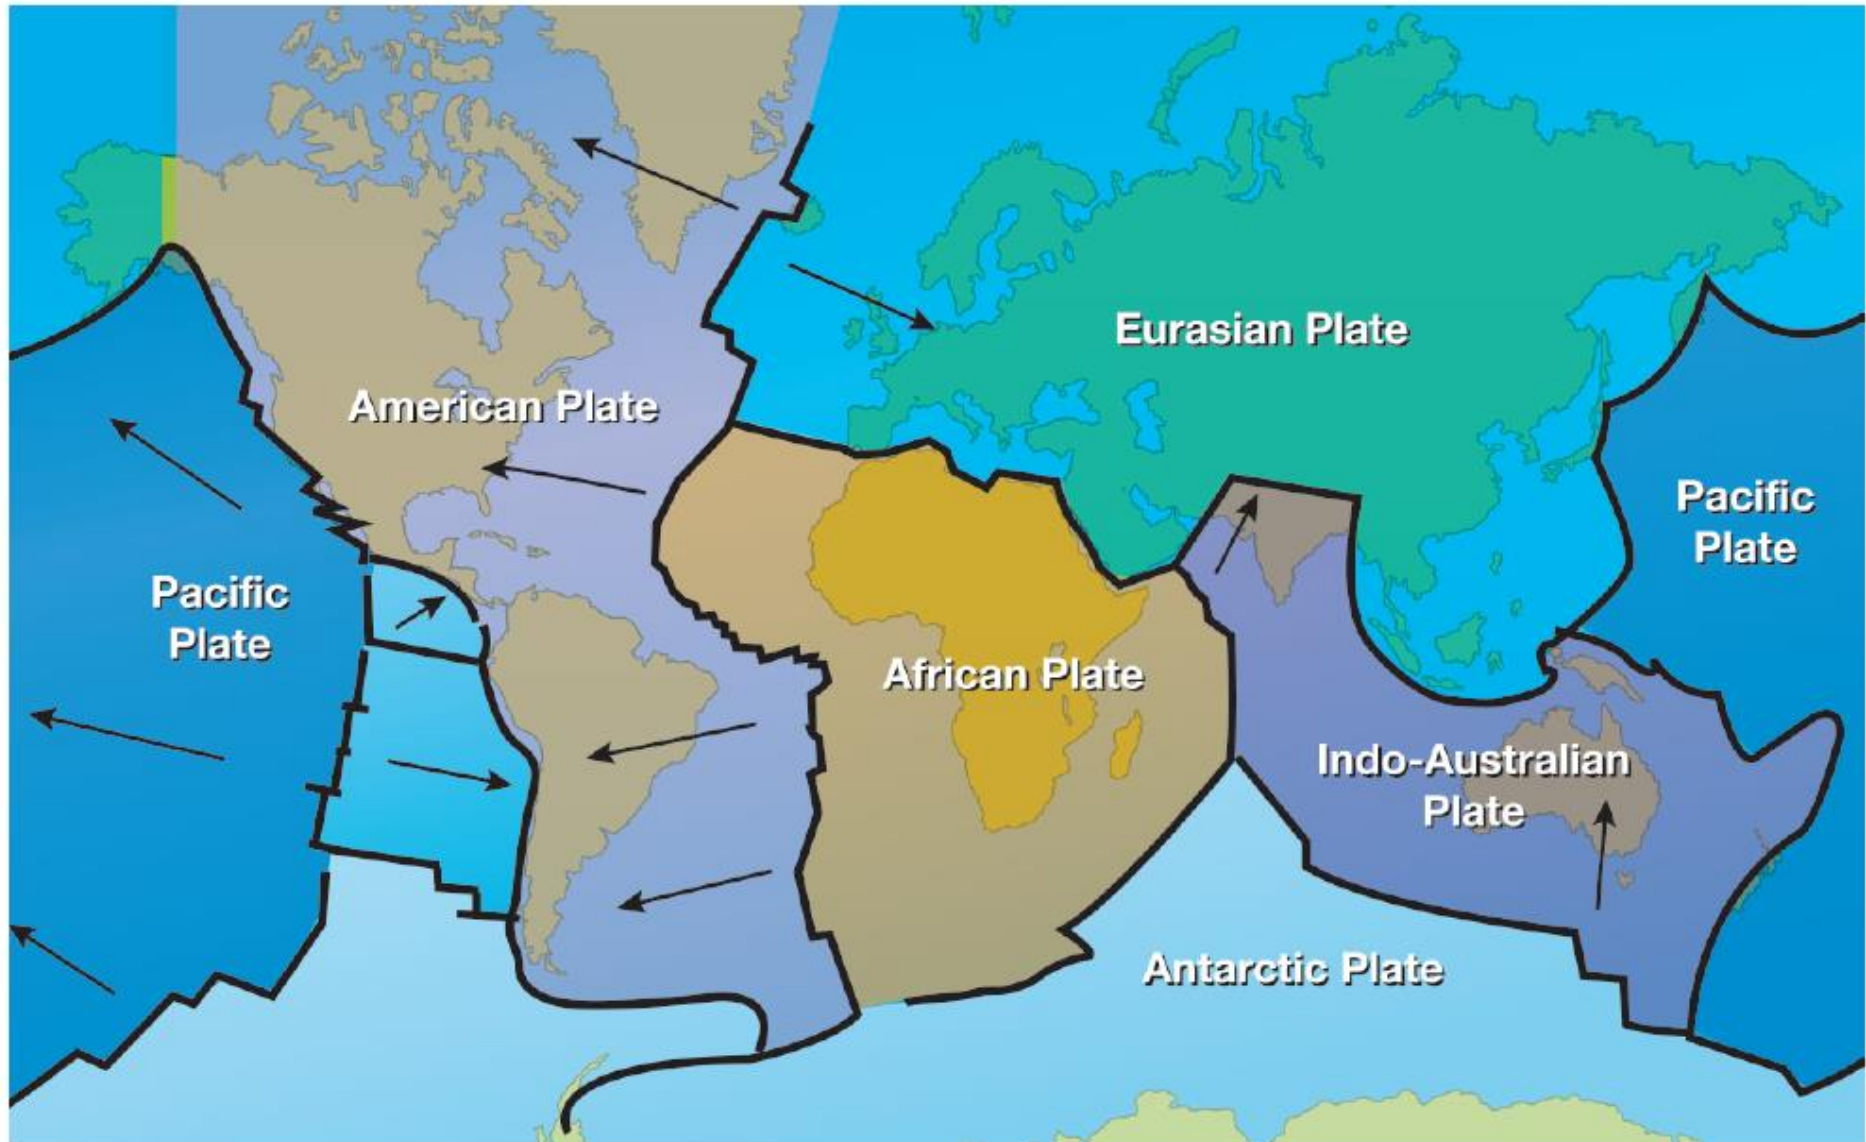 Eurasian Plate
American Plate
Pacific
Plate
Pacific
Plate
African Plate
Indo-Australian
Plate
Antarctic Plate